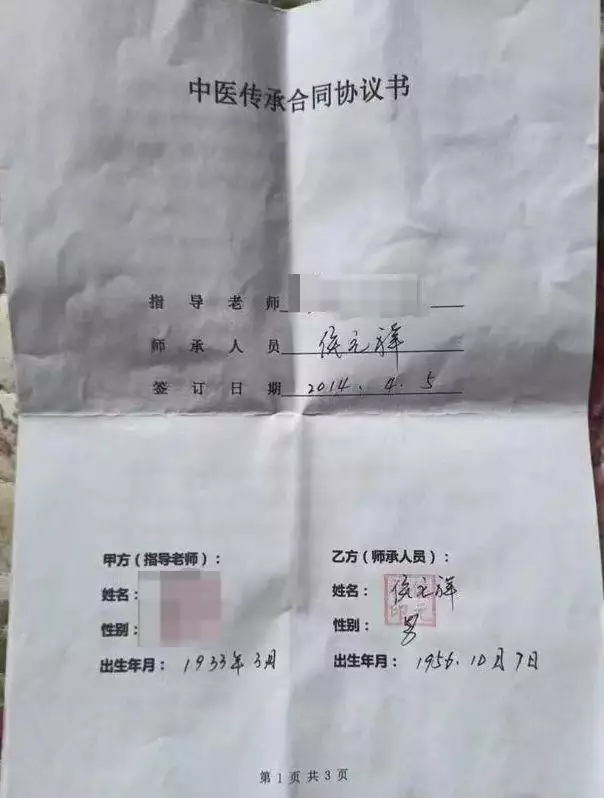 中医传承合同协议书
指导老师
师承人员 侯元祥
签订日期 2014.4.5
甲方(指导老师):
姓名:
性别:
出生年月: 1933年3月
乙方(师承人员):
姓名: 侯元祥
性别: 男
出生年月: 1956.10月7日
第1页共3页